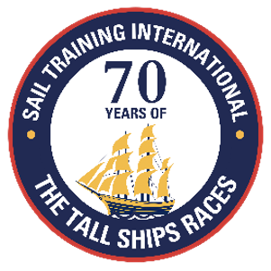 SAIL TRAINING INTERNATIONAL
70
YEARS OF
THE TALL SHIPS RACES